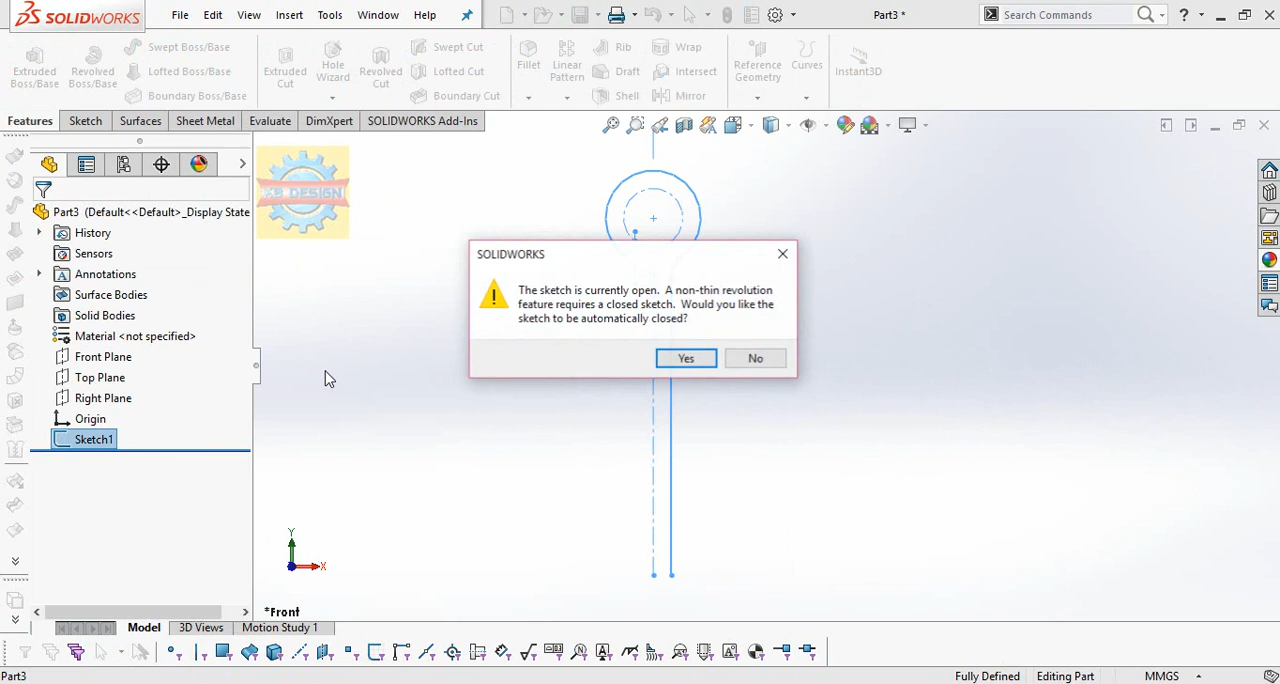 DS SOLIDWORKS
File Edit View Insert Tools Window Help
Part3 *
Search Commands
?
Extruded Boss/Base
Revolved Boss/Base
Swept Boss/Base
Lofted Boss/Base
Boundary Boss/Base
Extruded Cut
Hole Wizard
Revolved Cut
Swept Cut
Lofted Cut
Boundary Cut
Fillet
Linear Pattern
Rib
Draft
Shell
Wrap
Intersect
Mirror
Reference Geometry
Curves
Instant3D
Features Sketch Surfaces Sheet Metal Evaluate DimXpert SOLIDWORKS Add-Ins
KB DESIGN
Part3 (Default<<Default>_Display State
History
Sensors
Annotations
Surface Bodies
Solid Bodies
Material <not specified>
Front Plane
Top Plane
Right Plane
Origin
Sketch1
SOLIDWORKS
The sketch is currently open. A non-thin revolution
feature requires a closed sketch. Would you like the
sketch to be automatically closed?
Yes No
Y
X
*Front
Model 3D Views Motion Study 1
Part3 Fully Defined Editing Part MMGS